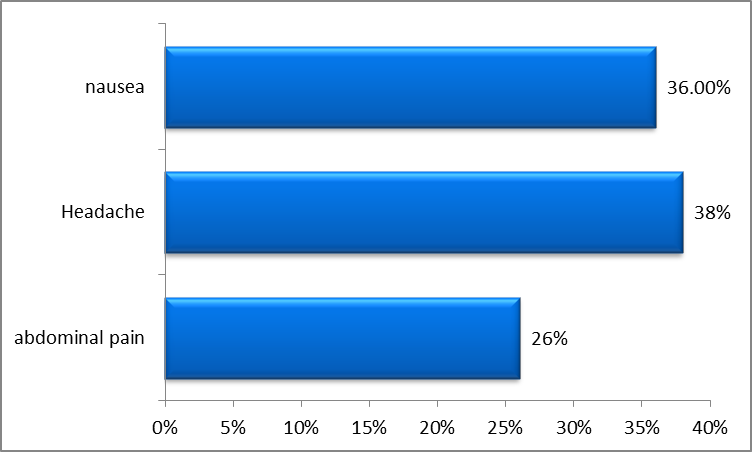 nausea
36.00%
Headache
38%
abdominal pain
26%
0% 5% 10% 15% 20% 25% 30% 35% 40%